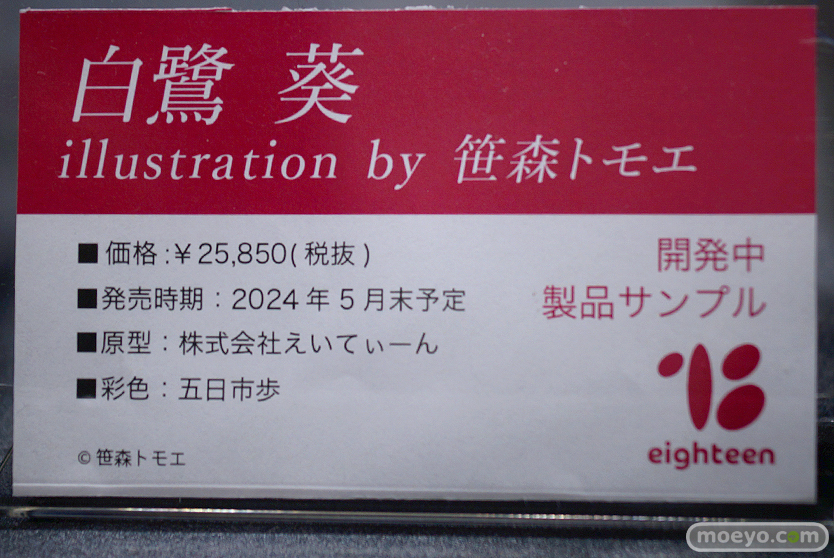 白鷺 葵
illustration by 笹森トモエ
■価格:¥25,850(税抜)
■発売時期：2024年5月末予定
■原型：株式会社えいてぃーん
■彩色：五日市歩
©笹森トモエ
開発中
製品サンプル
eighteen
moeyo.com